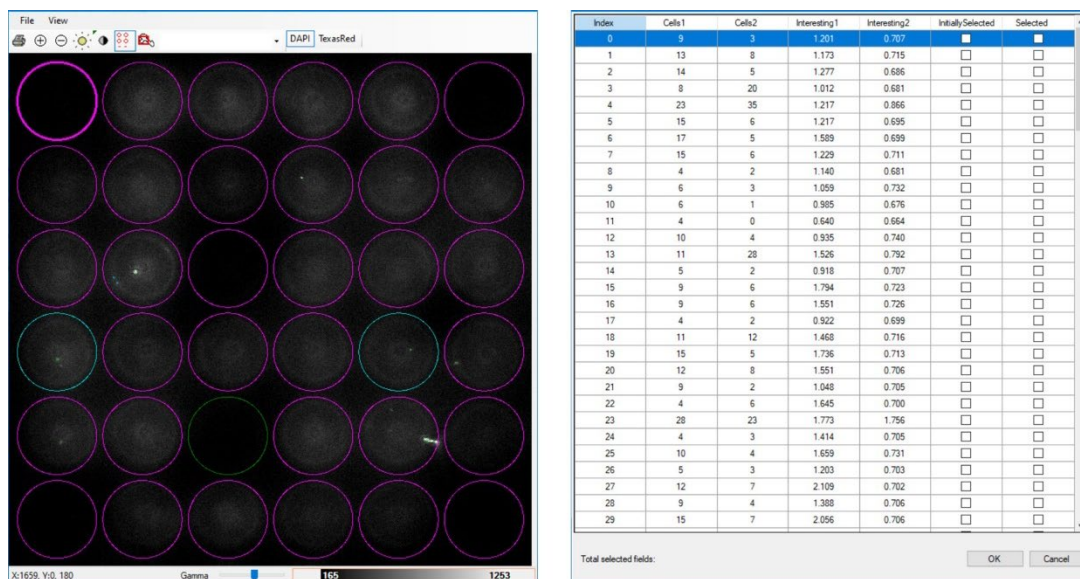 File View
DAPI TexasRed
X:1659, Y:0, 180 Gamma 165 1253
Index Cells1 Cells2 Interesting1 Interesting2 InitiallySelected Selected
0 9 3 1.201 0.707
1 13 8 1.173 0.715
2 14 5 1.277 0.686
3 8 20 1.012 0.681
4 23 35 1.217 0.866
5 15 6 1.217 0.695
6 17 5 1.589 0.699
7 15 6 1.229 0.711
8 4 2 1.140 0.681
9 6 3 1.059 0.732
10 6 1 0.985 0.676
11 4 0 0.640 0.664
12 10 4 0.935 0.740
13 11 28 1.526 0.792
14 5 2 0.918 0.707
15 9 6 1.794 0.723
16 9 6 1.551 0.726
17 4 2 0.922 0.699
18 11 12 1.468 0.716
19 15 5 1.736 0.713
20 12 8 1.551 0.706
21 9 2 1.048 0.705
22 4 6 1.645 0.700
23 28 23 1.773 1.756
24 4 3 1.414 0.705
25 10 4 1.659 0.731
26 5 3 1.203 0.703
27 12 7 2.109 0.702
28 9 4 1.388 0.706
29 15 7 2.056 0.706
Total selected fields: OK Cancel